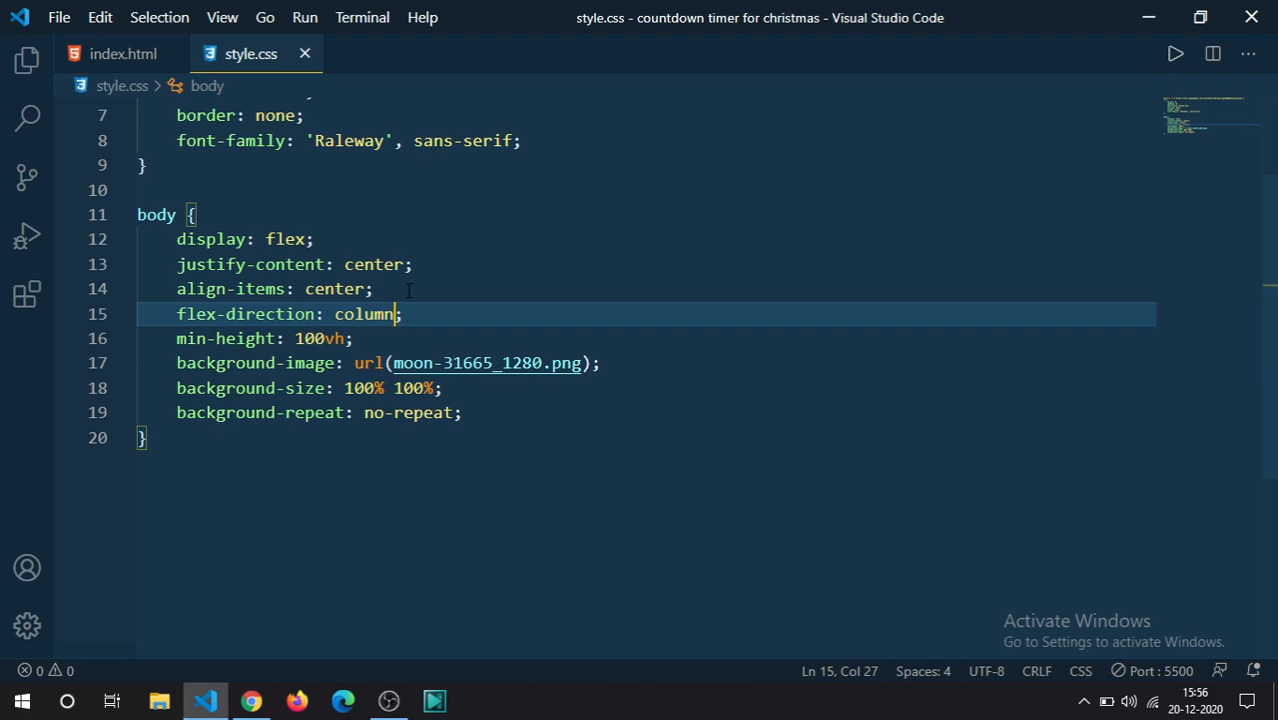 File Edit Selection View Go Run Terminal Help style.css - countdown timer for christmas - Visual Studio Code
index.html style.css
style.css > body
7 border: none;
8 font-family: 'Raleway', sans-serif;
9 }
10
11 body {
12 display: flex;
13 justify-content: center;
14 align-items: center;
15 flex-direction: column;
16 min-height: 100vh;
17 background-image: url(moon-31665_1280.png);
18 background-size: 100% 100%;
19 background-repeat: no-repeat;
20 }
Activate Windows
Go to Settings to activate Windows.
0 0 Ln 15, Col 27 Spaces: 4 UTF-8 CRLF CSS Port : 5500
15:56
20-12-2020